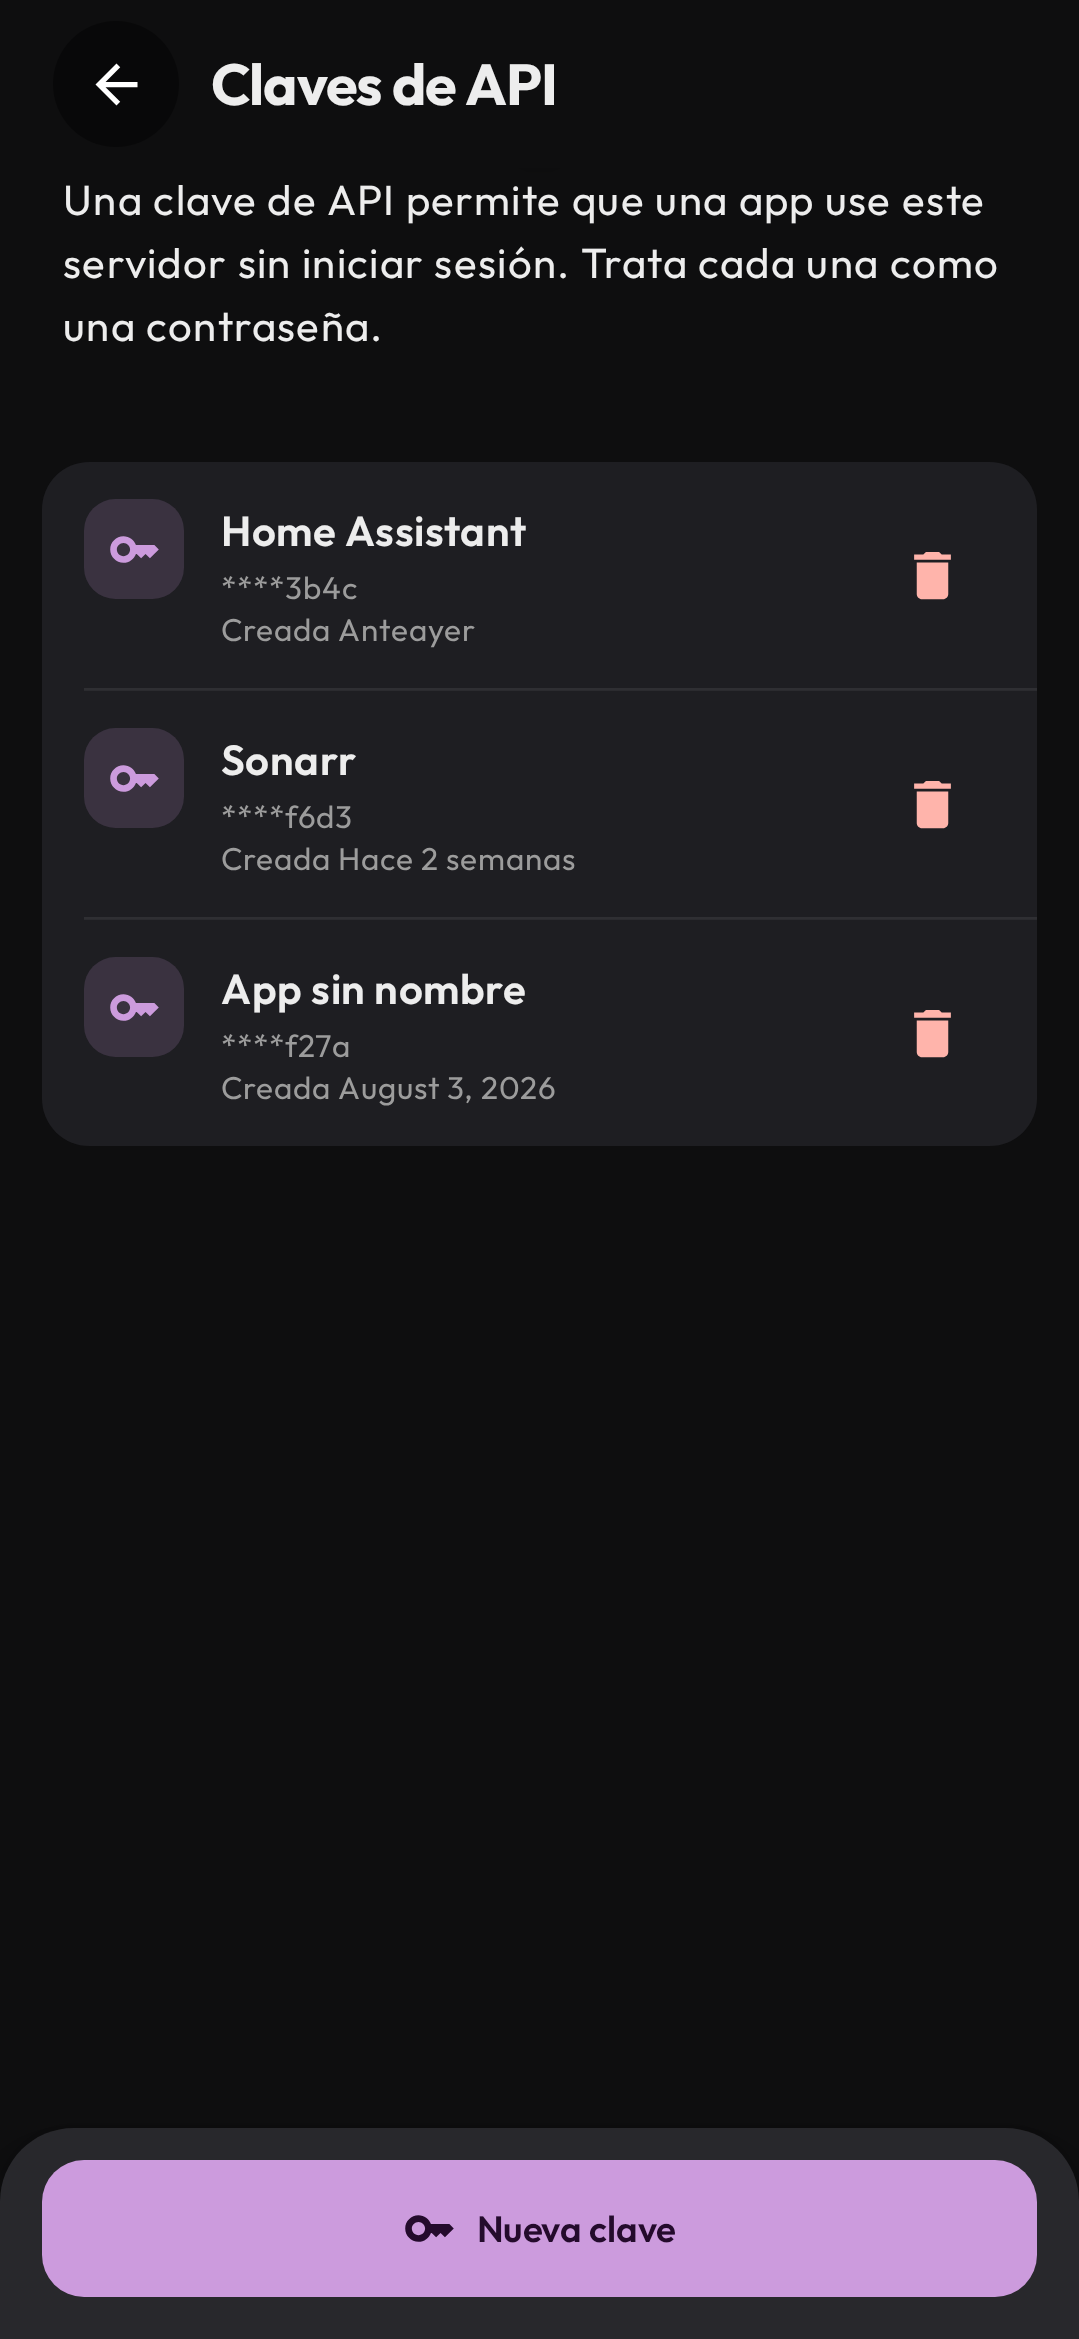 Claves de API
Una clave de API permite que una app use este
servidor sin iniciar sesión. Trata cada una como
una contraseña.
Home Assistant
****3b4c
Creada Anteayer
Sonarr
****f6d3
Creada Hace 2 semanas
App sin nombre
****f27a
Creada August 3, 2026
Nueva clave